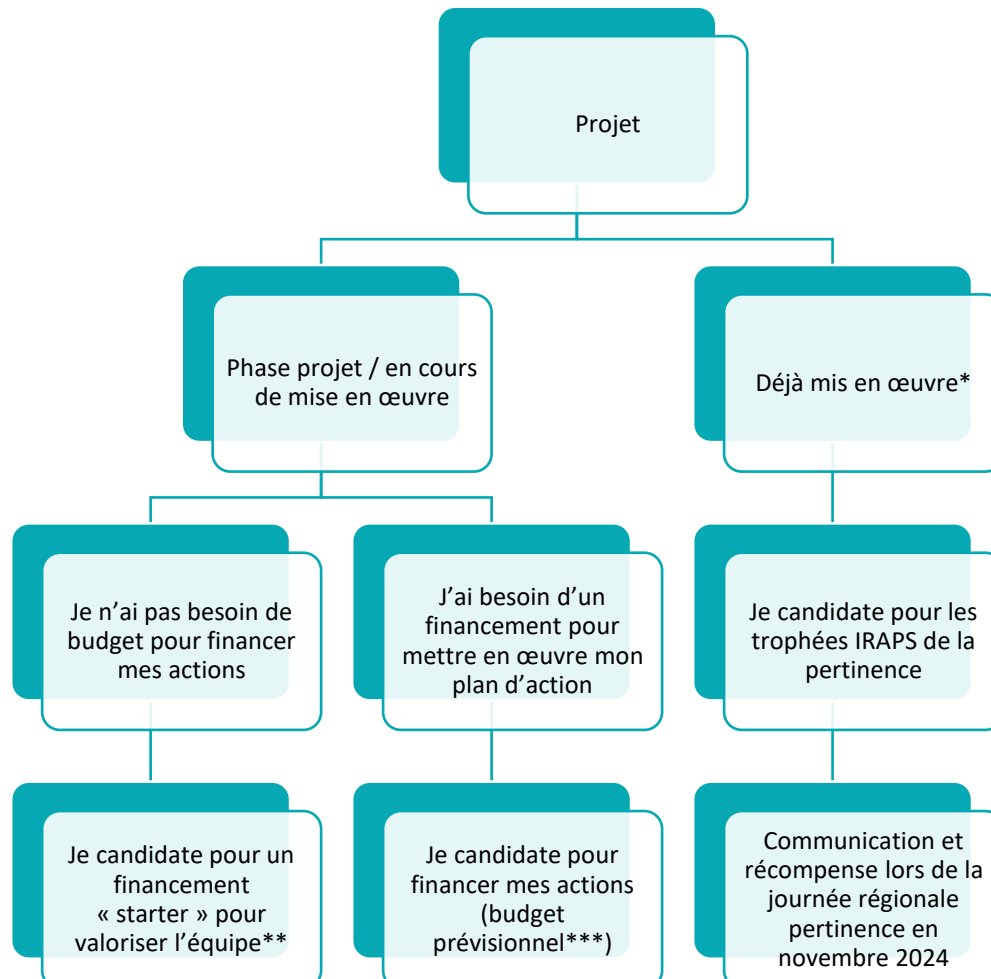 Projet
Phase projet / en cours
de mise en œuvre
Déjà mis en œuvre*
Je n’ai pas besoin de
budget pour financer
mes actions
J’ai besoin d’un
financement pour
mettre en œuvre mon
plan d’action
Je candidate pour les
trophées IRAPS de la
pertinence
Je candidate pour un
financement
« starter » pour
valoriser l’équipe**
Je candidate pour
financer mes actions
(budget
prévisionnel***)
Communication et
récompense lors de la
journée régionale
pertinence en
novembre 2024